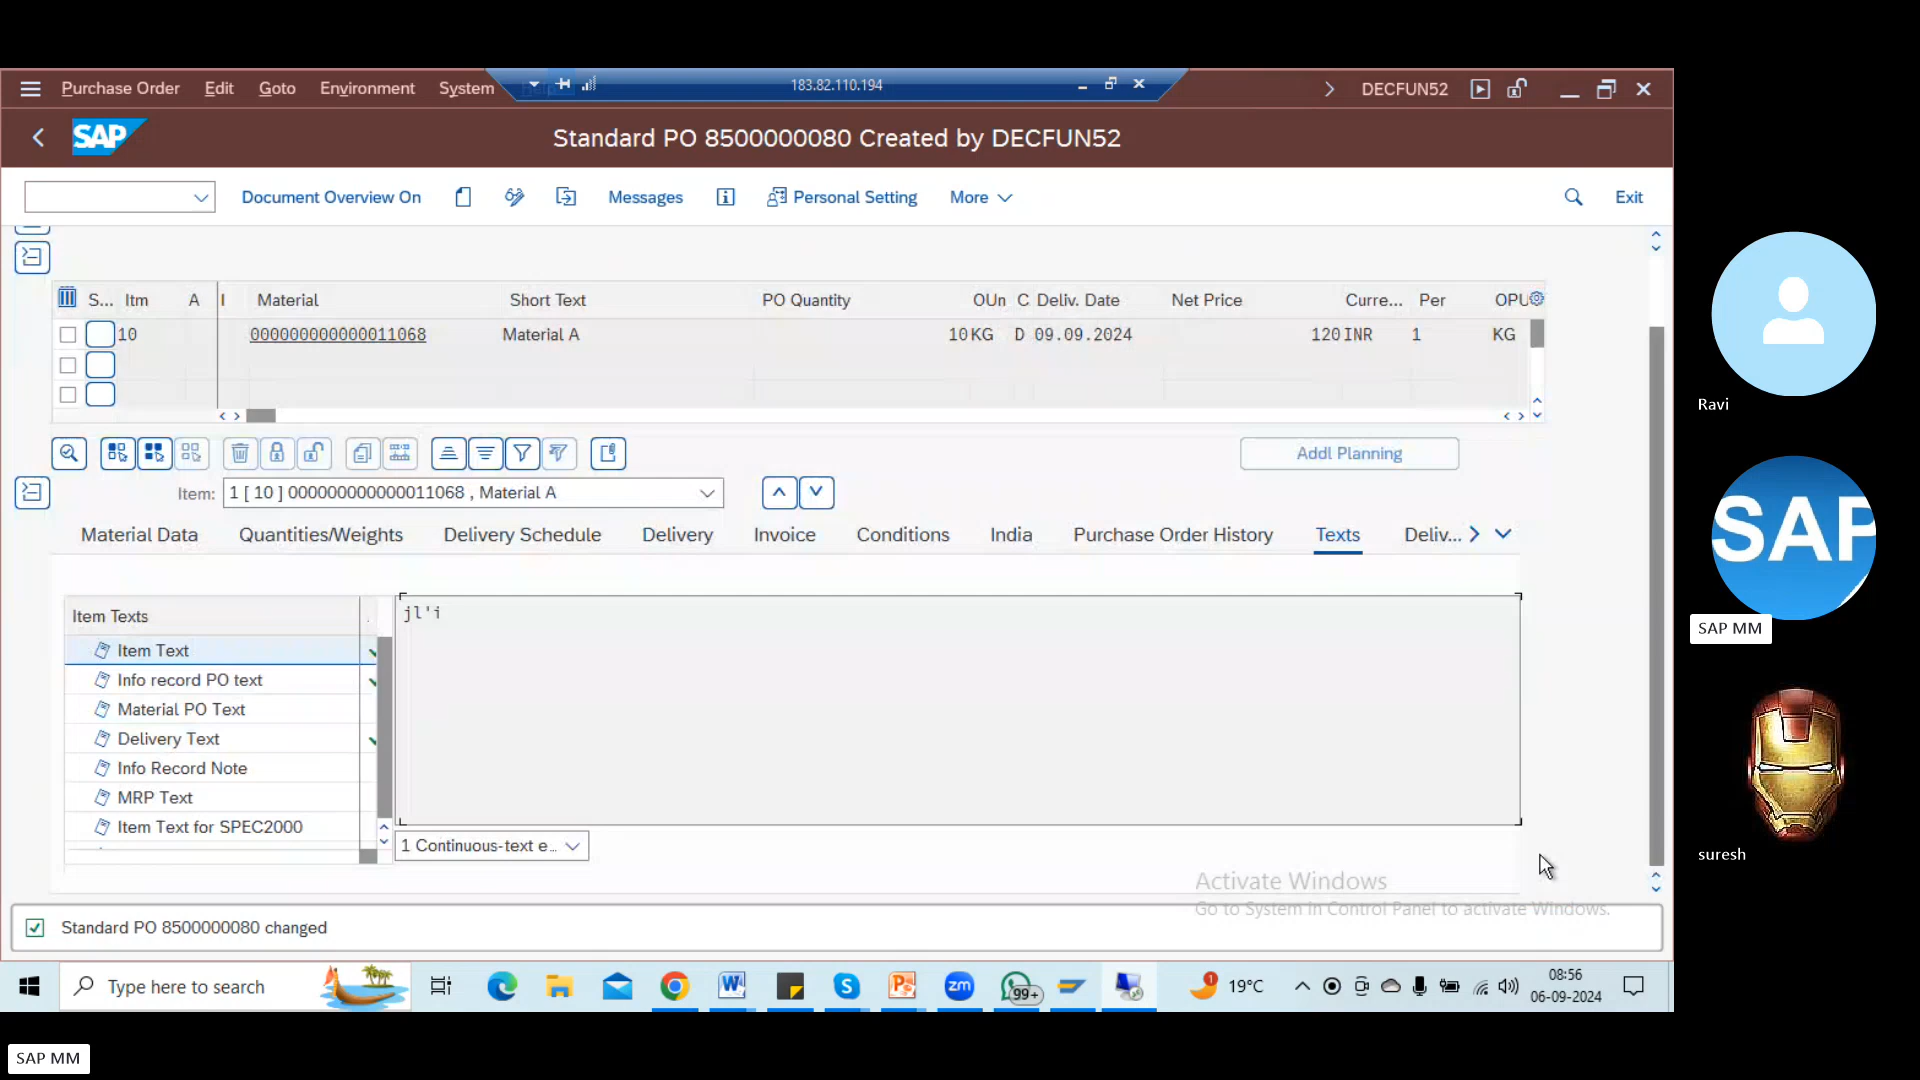 Purchase Order Edit Goto Environment System
183.82.110.194
DECFUN52
SAP
Standard PO 8500000080 Created by DECFUN52
Document Overview On Messages Personal Setting More Exit
S... Itm A I Material Short Text PO Quantity OUn C Deliv. Date Net Price Curre... Per OPU
10 000000000000011068 Material A 10 KG D 09.09.2024 120 INR 1 KG
Addl Planning
Item: 1 [ 10 ] 000000000000011068 , Material A
Material Data Quantities/Weights Delivery Schedule Delivery Invoice Conditions India Purchase Order History Texts Deliv...
Item Texts
jl'i
Item Text
Info record PO text
Material PO Text
Delivery Text
Info Record Note
MRP Text
Item Text for SPEC2000
1 Continuous-text e...
Activate Windows
Go to System in Control Panel to activate Windows.
Standard PO 8500000080 changed
Type here to search
zm
99+
1
19°C
08:56
06-09-2024
Ravi
SAP
SAP MM
suresh
SAP MM